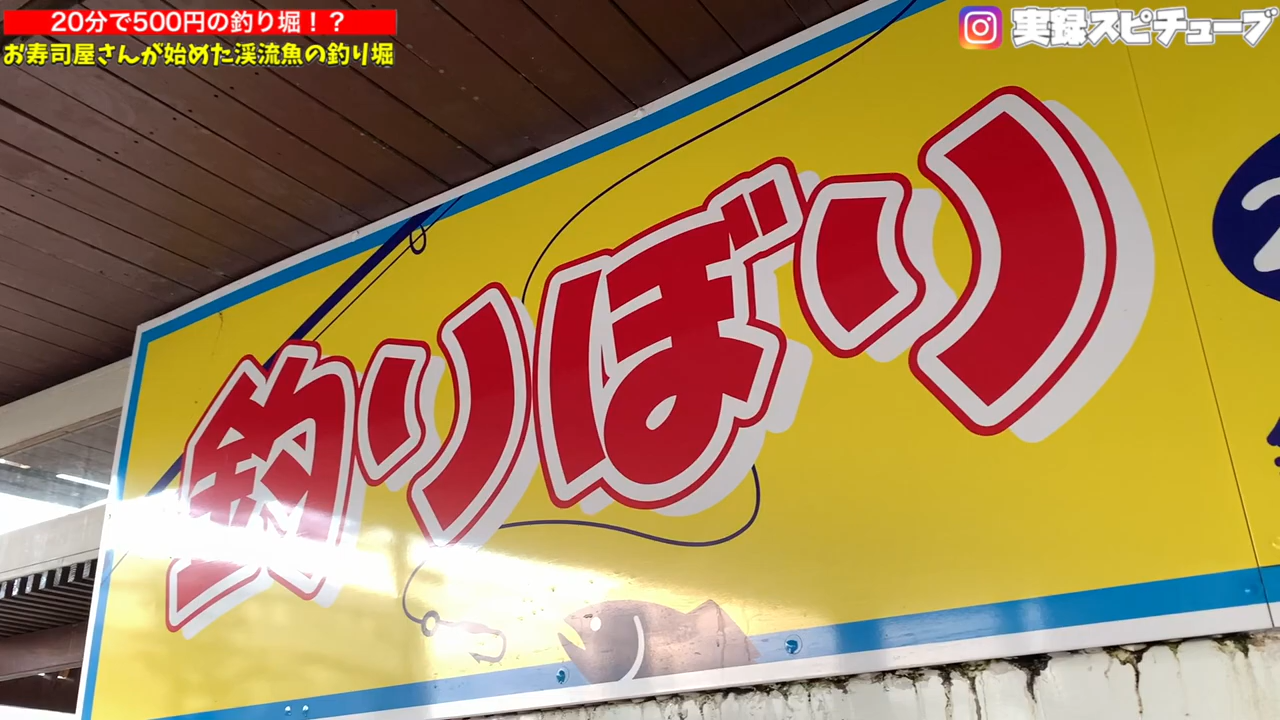 20分で500円の釣り堀！？
お寿司屋さんが始めた渓流魚の釣り堀
実録スピチューブ
釣りぼり